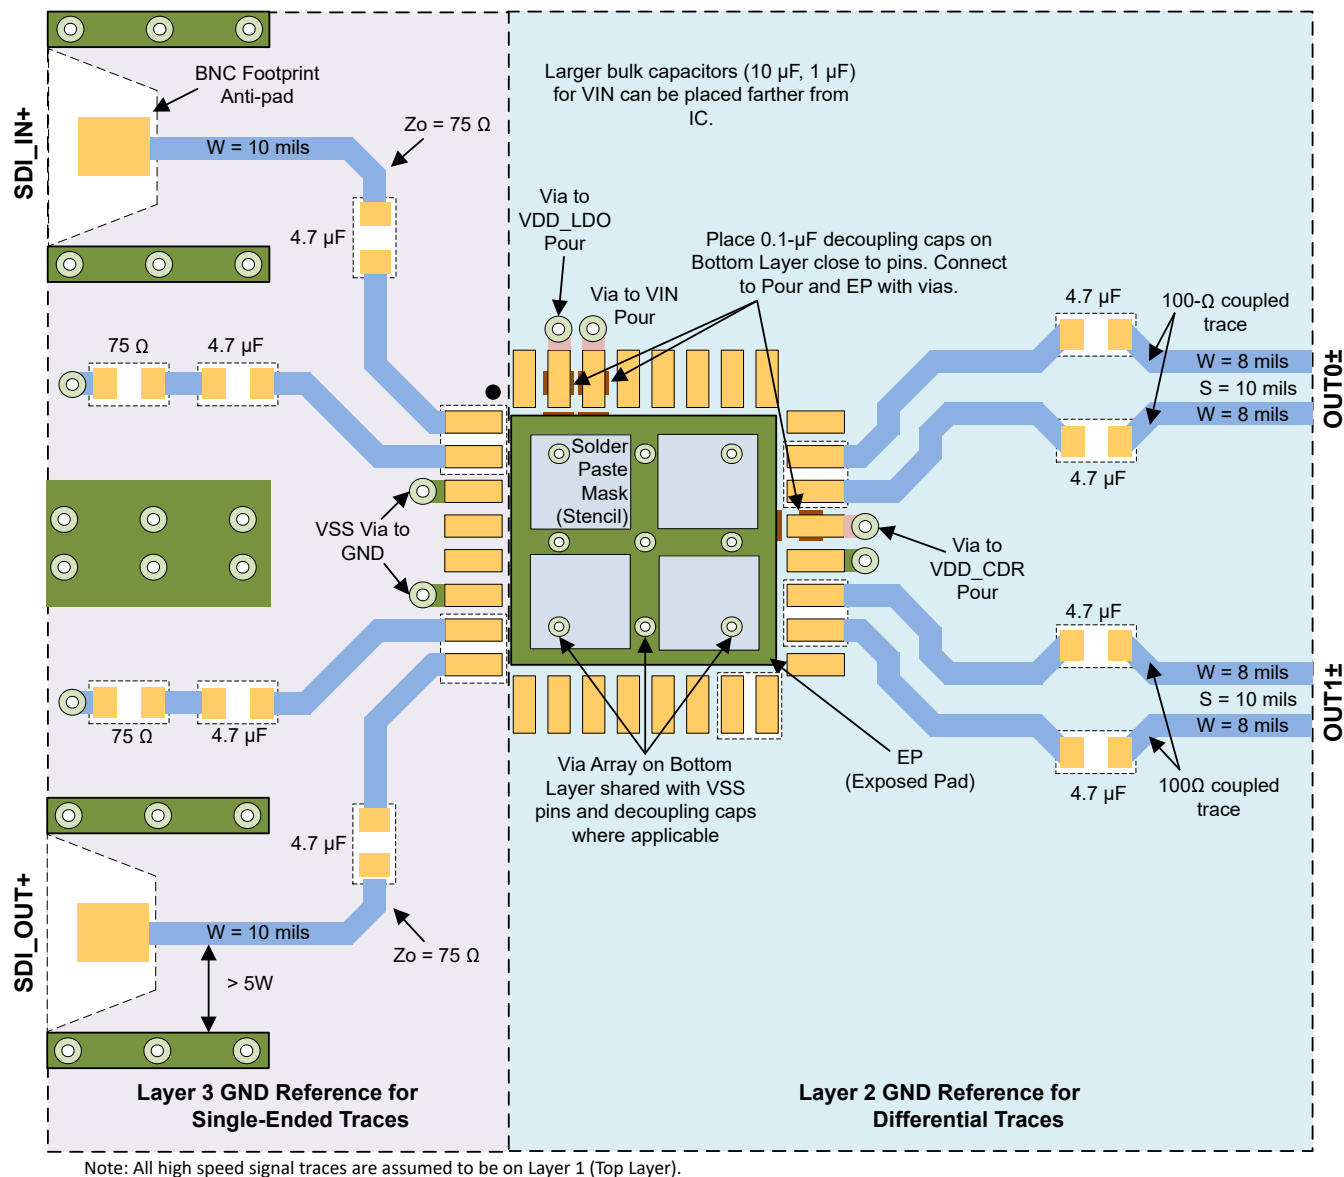 BNC Footprint
Anti-pad
SDI_IN+
W = 10 mils
Zo = 75 Ω
4.7 µF
Larger bulk capacitors (10 µF, 1 µF)
for VIN can be placed farther from
IC.
Via to
VDD_LDO
Pour
Via to VIN
Pour
Place 0.1-µF decoupling caps on
Bottom Layer close to pins. Connect
to Pour and EP with vias.
4.7 µF
100-Ω coupled
trace
W = 8 mils
S = 10 mils
W = 8 mils
OUT0±
4.7 µF
75 Ω
4.7 µF
Solder
Paste
Mask
(Stencil)
VSS Via to
GND
Via to
VDD_CDR
Pour
4.7 µF
W = 8 mils
S = 10 mils
W = 8 mils
OUT1±
4.7 µF
100Ω coupled
trace
75 Ω
4.7 µF
EP
(Exposed Pad)
Via Array on Bottom
Layer shared with VSS
pins and decoupling caps
where applicable
4.7 µF
SDI_OUT+
W = 10 mils
Zo = 75 Ω
> 5W
Layer 3 GND Reference for
Single-Ended Traces
Layer 2 GND Reference for
Differential Traces
Note: All high speed signal traces are assumed to be on Layer 1 (Top Layer).